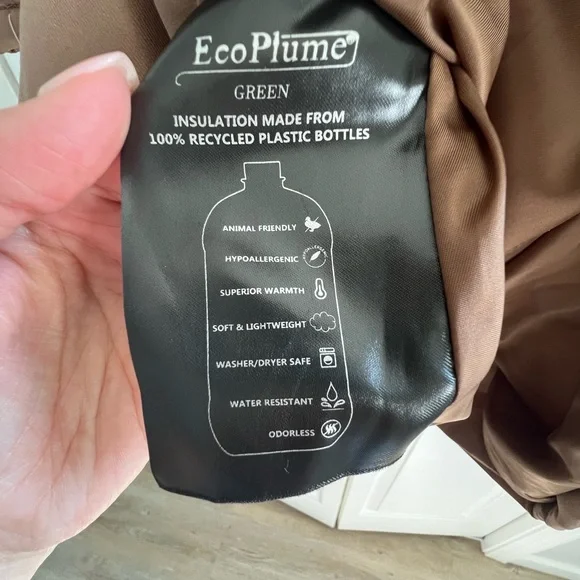 EcoPlume
GREEN
INSULATION MADE FROM
100% RECYCLED PLASTIC BOTTLES
ANIMAL FRIENDLY
HYPOALLERGENIC
SUPERIOR WARMTH
SOFT & LIGHTWEIGHT
WASHER/DRYER SAFE
WATER RESISTANT
ODORLESS